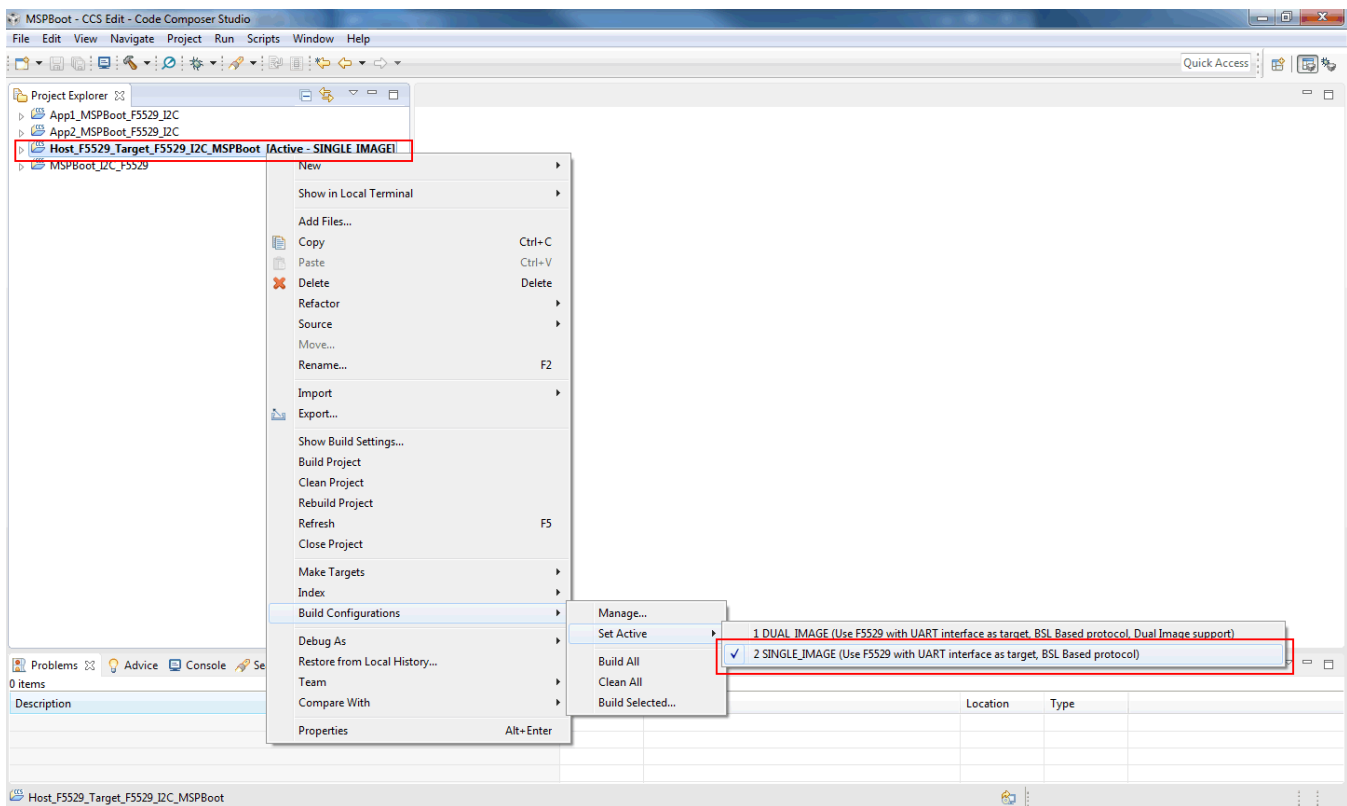 MSPBoot - CCS Edit - Code Composer Studio
File Edit View Navigate Project Run Scripts Window Help
Quick Access
Project Explorer
App1_MSPBoot_F5529_I2C
App2_MSPBoot_F5529_I2C
Host_F5529_Target_F5529_I2C_MSPBoot [Active - SINGLE_IMAGE]
MSPBoot_I2C_F5529
New
Show in Local Terminal
Add Files...
Copy Ctrl+C
Paste Ctrl+V
Delete Delete
Refactor
Source
Move...
Rename... F2
Import
Export...
Show Build Settings...
Build Project
Clean Project
Rebuild Project
Refresh F5
Close Project
Make Targets
Index
Build Configurations
Debug As
Restore from Local History...
Team
Compare With
Properties Alt+Enter
Manage...
Set Active
Build All
Clean All
Build Selected...
1 DUAL_IMAGE (Use F5529 with UART interface as target, BSL Based protocol, Dual Image support)
2 SINGLE_IMAGE (Use F5529 with UART interface as target, BSL Based protocol)
Problems Advice Console Se
0 items
Description Location Type
Host_F5529_Target_F5529_I2C_MSPBoot